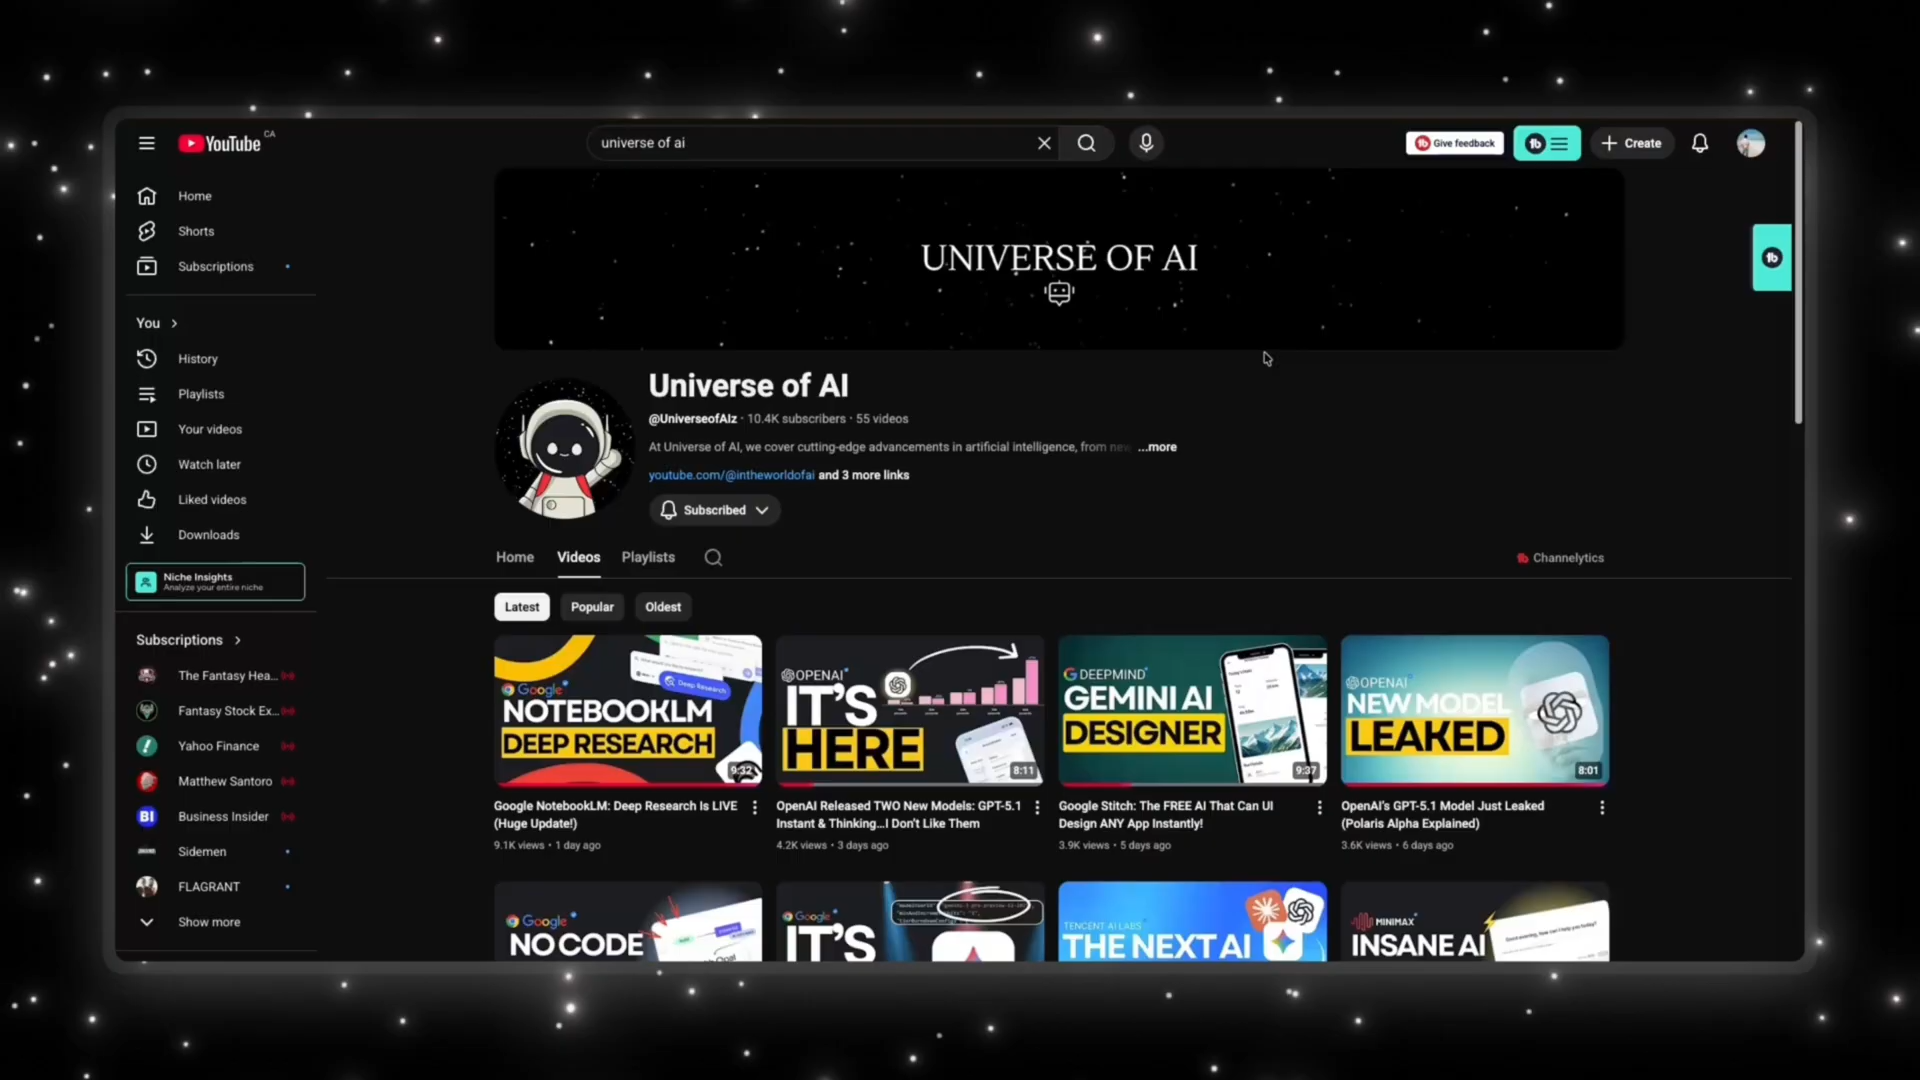 YouTube CA
universe of ai
Give feedback
Create
Home
Shorts
Subscriptions
You
History
Playlists
Your videos
Watch later
Liked videos
Downloads
Niche Insights
Analyze your entire niche
Subscriptions
The Fantasy Hea...
Fantasy Stock Ex...
Yahoo Finance
Matthew Santoro
BI
Business Insider
Sidemen
FLAGRANT
Show more
UNIVERSE OF AI
Universe of AI
@UniverseofAIz · 10.4K subscribers · 55 videos
At Universe of AI, we cover cutting-edge advancements in artificial intelligence, from new ...more
youtube.com/@intheworldofai and 3 more links
Subscribed
Home
Videos
Playlists
Channelytics
Latest
Popular
Oldest
Google
Deep Research
NOTEBOOKLM
DEEP RESEARCH
9:32
Google NotebookLM: Deep Research Is LIVE
(Huge Update!)
9.1K views • 1 day ago
OPENAI
IT'S
HERE
8:11
OpenAI Released TWO New Models: GPT-5.1
Instant & Thinking...I Don't Like Them
4.2K views • 3 days ago
DEEPMIND
GEMINI AI
DESIGNER
9:37
Google Stitch: The FREE AI That Can UI
Design ANY App Instantly!
3.9K views • 5 days ago
OPENAI
NEW MODEL
LEAKED
8:01
OpenAI's GPT-5.1 Model Just Leaked
(Polaris Alpha Explained)
3.6K views • 6 days ago
Google
NO CODE
Google
IT'S
TENCENT AI LABS
THE NEXT AI
MINIMAX
INSANE AI